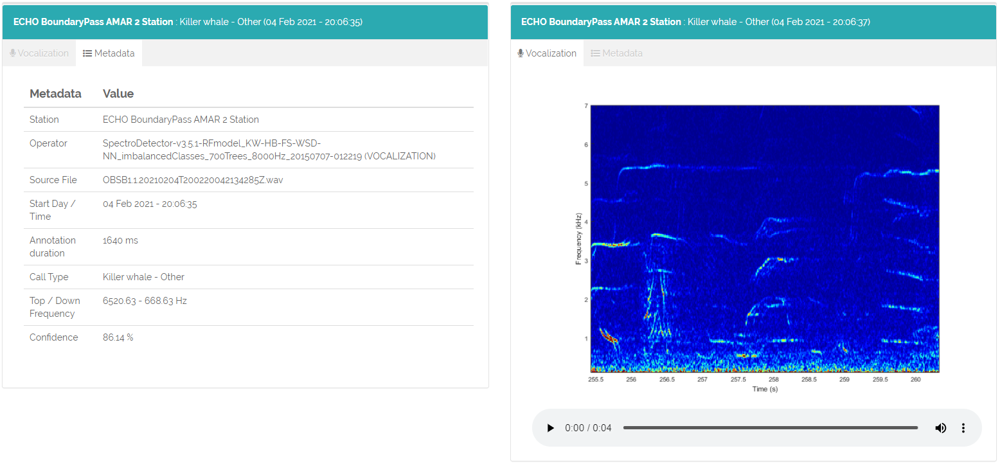 ECHO BoundaryPass AMAR 2 Station : Killer whale - Other (04 Feb 2021 - 20:06:35)
Vocalization
Metadata
Metadata Value
Station ECHO BoundaryPass AMAR 2 Station
Operator SpectroDetector-v3.5.1-RFmodel_KW-HB-FS-WSD-
NN_imbalancedClasses_700Trees_8000Hz_20150707-012219 (VOCALIZATION)
Source File OBSB1.1.20210204T200220042134285Z.wav
Start Day / 04 Feb 2021 - 20:06:35
Time
Annotation 1640 ms
duration
Call Type Killer whale - Other
Top / Down 6520.63 - 668.63 Hz
Frequency
Confidence 86.14 %
ECHO BoundaryPass AMAR 2 Station : Killer whale - Other (04 Feb 2021 - 20:06:37)
Vocalization
Metadata
Frequency (kHz)
7
6
5
4
3
2
1
255.5 256 256.5 257 257.5 258 258.5 259 259.5 260
Time (s)
0:00 / 0:04